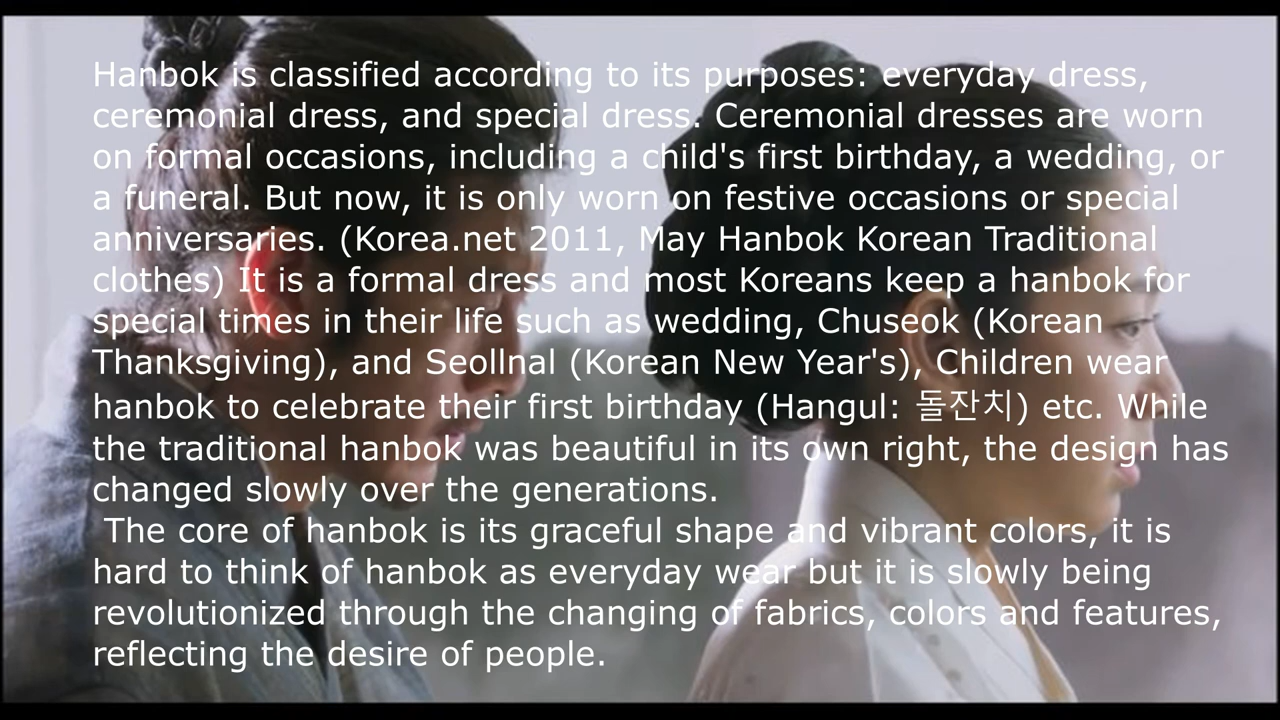 Hanbok is classified according to its purposes: everyday dress,
ceremonial dress, and special dress. Ceremonial dresses are worn
on formal occasions, including a child's first birthday, a wedding, or
a funeral. But now, it is only worn on festive occasions or special
anniversaries. (Korea.net 2011, May Hanbok Korean Traditional
clothes) It is a formal dress and most Koreans keep a hanbok for
special times in their life such as wedding, Chuseok (Korean
Thanksgiving), and Seollnal (Korean New Year's), Children wear
hanbok to celebrate their first birthday (Hangul: 돌잔치) etc. While
the traditional hanbok was beautiful in its own right, the design has
changed slowly over the generations.
The core of hanbok is its graceful shape and vibrant colors, it is
hard to think of hanbok as everyday wear but it is slowly being
revolutionized through the changing of fabrics, colors and features,
reflecting the desire of people.